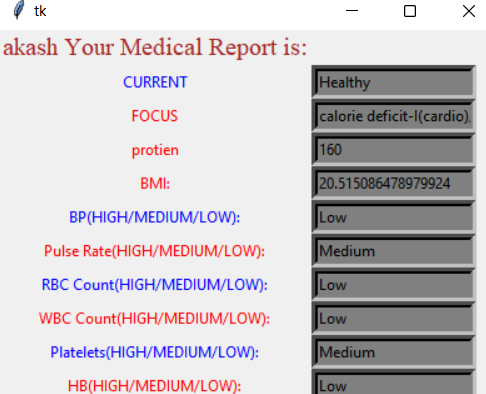 tk
akash Your Medical Report is:
CURRENT Healthy
FOCUS calorie deficit-l(cardio),
protien 160
BMI: 20.515086478979924
BP(HIGH/MEDIUM/LOW): Low
Pulse Rate(HIGH/MEDIUM/LOW): Medium
RBC Count(HIGH/MEDIUM/LOW): Low
WBC Count(HIGH/MEDIUM/LOW): Low
Platelets(HIGH/MEDIUM/LOW): Medium
HB(HIGH/MEDIUM/LOW): Low